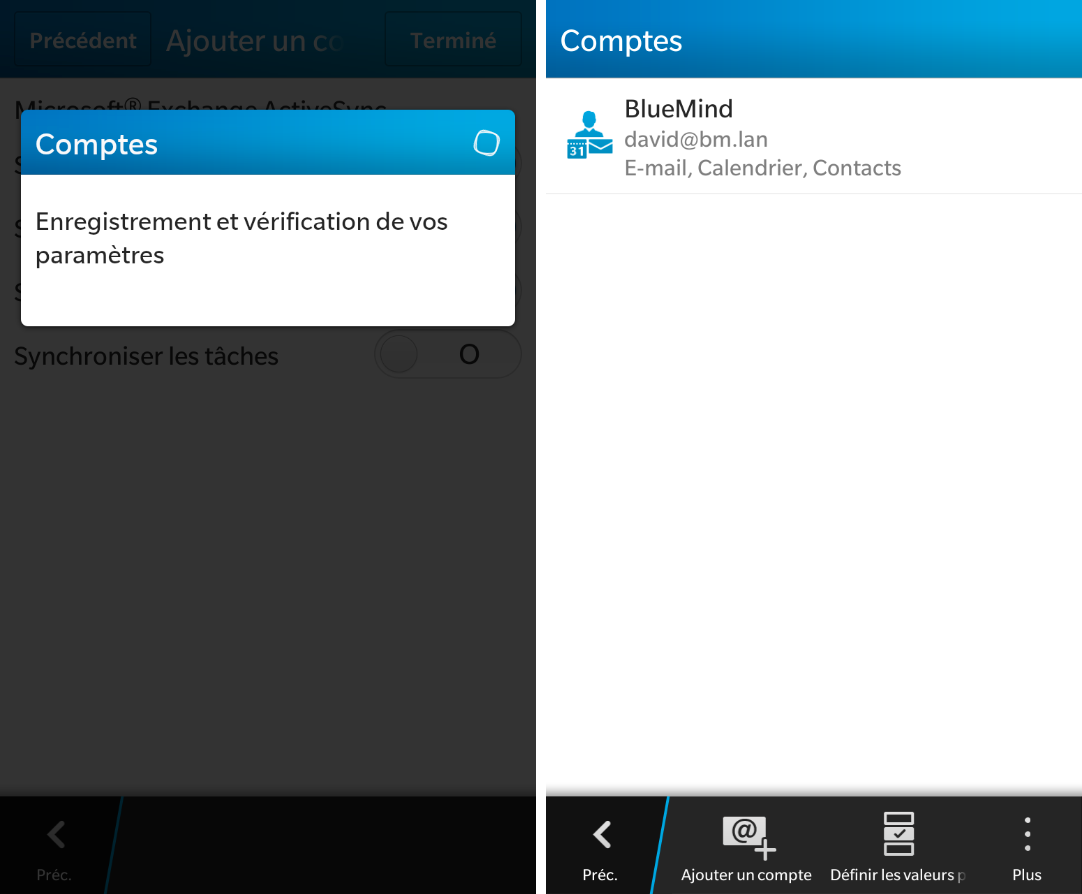 Précédent
Ajouter un co
Terminé
Microsoft® Exchange ActiveSync
Comptes
Enregistrement et vérification de vos
paramètres
Synchroniser les tâches
O
Préc.
Comptes
BlueMind
david@bm.lan
31
E-mail, Calendrier, Contacts
@
Préc.
Ajouter un compte
Définir les valeurs p
Plus